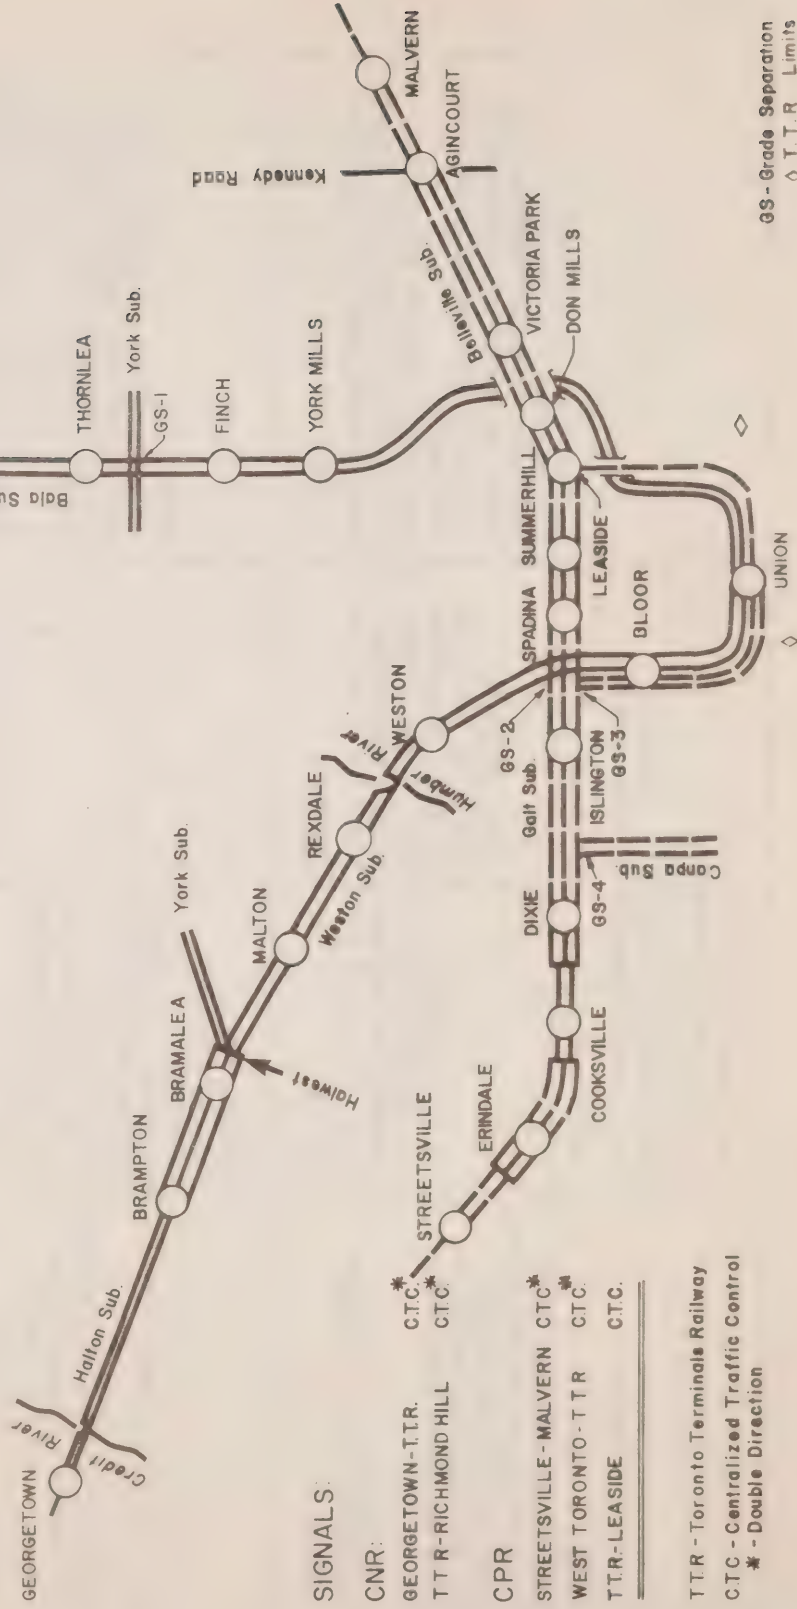 GEORGETOWN
River
Credit
Halton Sub.
BRAMPTON
BRAMALEA
York Sub.
Halwest
MALTON
Weston Sub.
REXDALE
River
Humber
WESTON
THORNLEA
York Sub.
GS-1
FINCH
YORK MILLS
Kennedy Road
MALVERN
AGINCOURT
Belleville Sub.
VICTORIA PARK
DON MILLS
SUMMERHILL
LEASIDE
SPADINA
BLOOR
UNION
GS-2
Galt Sub.
ISLINGTON
GS-3
Canpa Sub.
GS-4
DIXIE
COOKSVILLE
ERINDALE
STREETSVILLE
SIGNALS:
CNR:
GEORGETOWN-T.T.R. C.T.C.*
T T R-RICHMOND HILL C.T.C.*
CPR
STREETSVILLE-MALVERN CTC*
WEST TORONTO-T T R C.T.C.*
T.T.R.-LEASIDE C.T.C.
T T.R - Toronto Terminals Railway
C.T C - Centralized Traffic Control
* - Double Direction
GS - Grade Separation
◇ T. T. R Limits